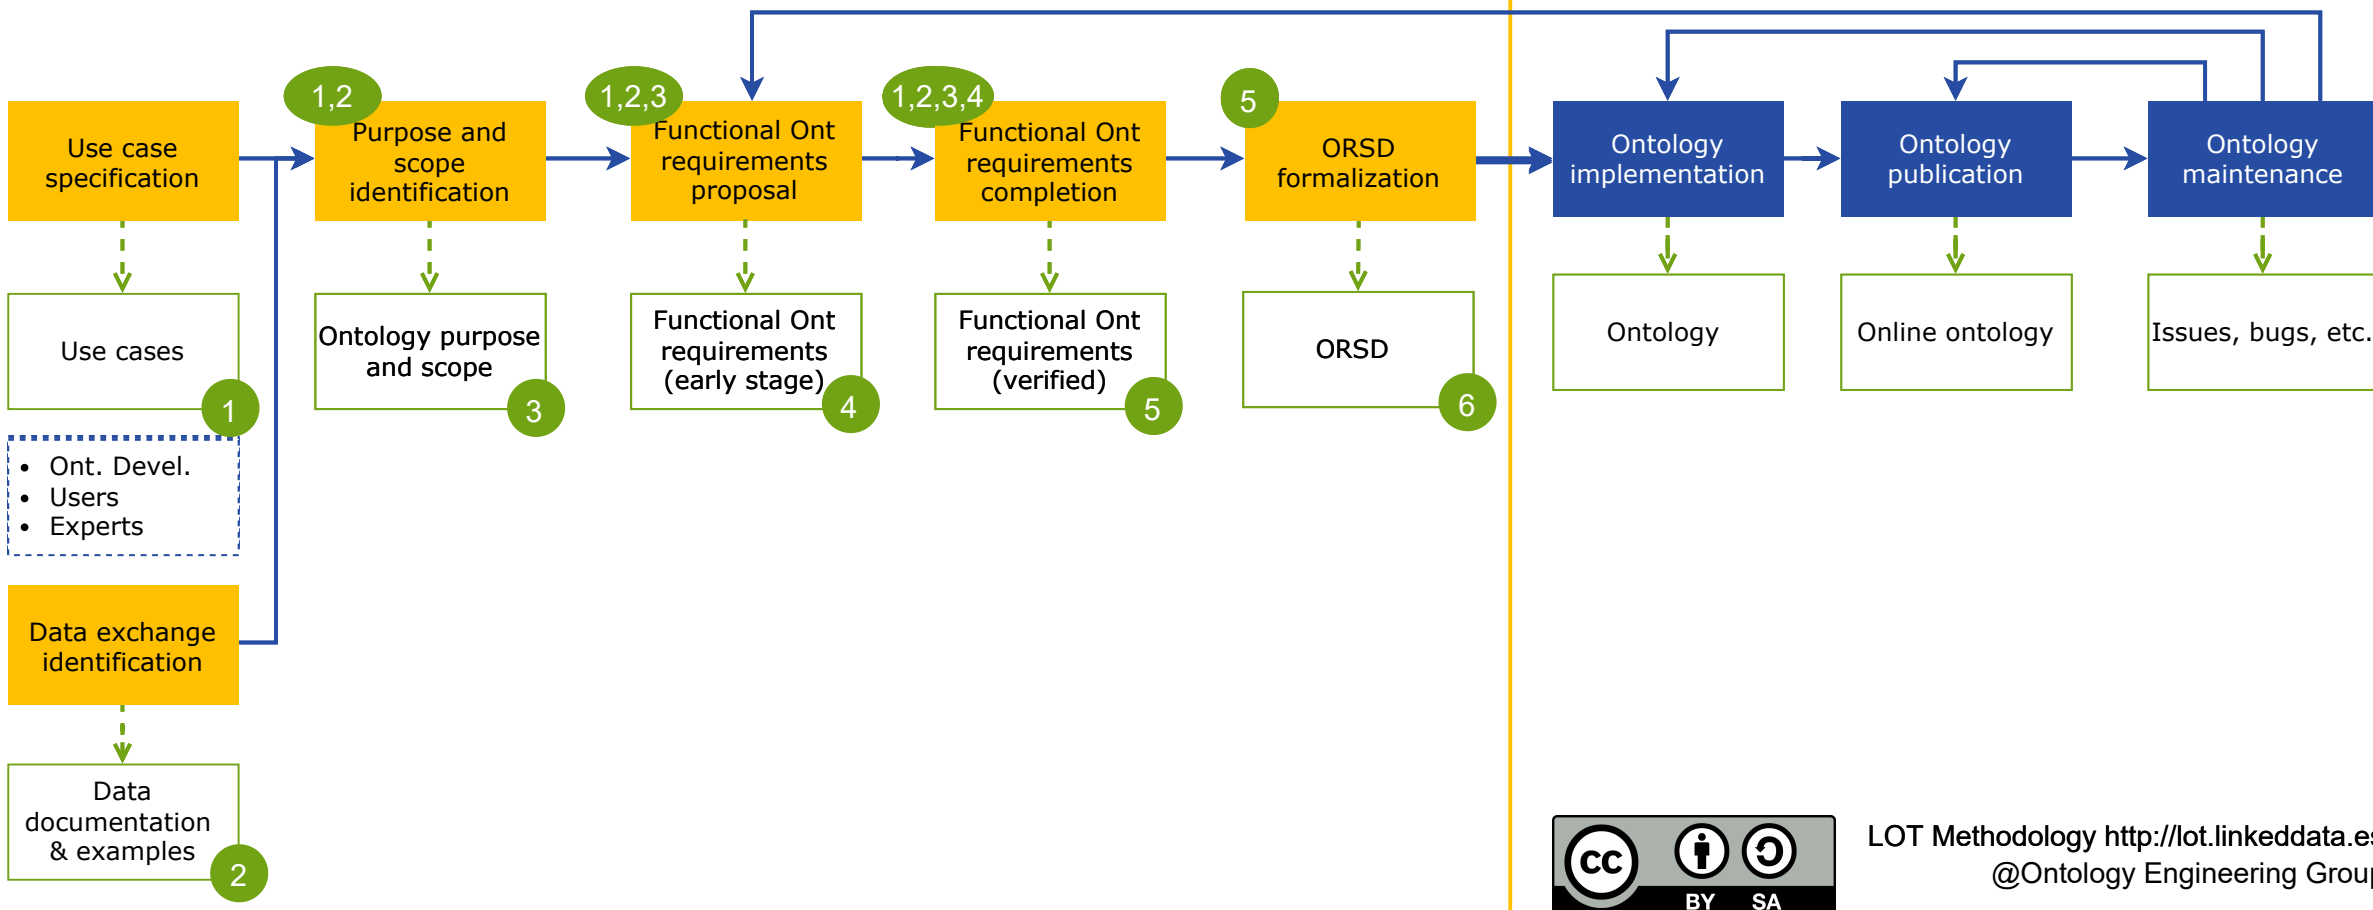 1,2
1,2,3
1,2,3,4
5
Use case
specification
Purpose and
scope
identification
Functional Ont
requirements
proposal
Functional Ont
requirements
completion
ORSD
formalization
Ontology
implementation
Ontology
publication
Ontology
maintenance
Use cases
1
Ontology purpose
and scope
3
Functional Ont
requirements
(early stage)
4
Functional Ont
requirements
(verified)
5
ORSD
6
Ontology
Online ontology
Issues, bugs, etc.
• Ont. Devel.
• Users
• Experts
Data exchange
identification
Data
documentation
& examples
2
cc
BY SA
LOT Methodology http://lot.linkeddata.es
@Ontology Engineering Group